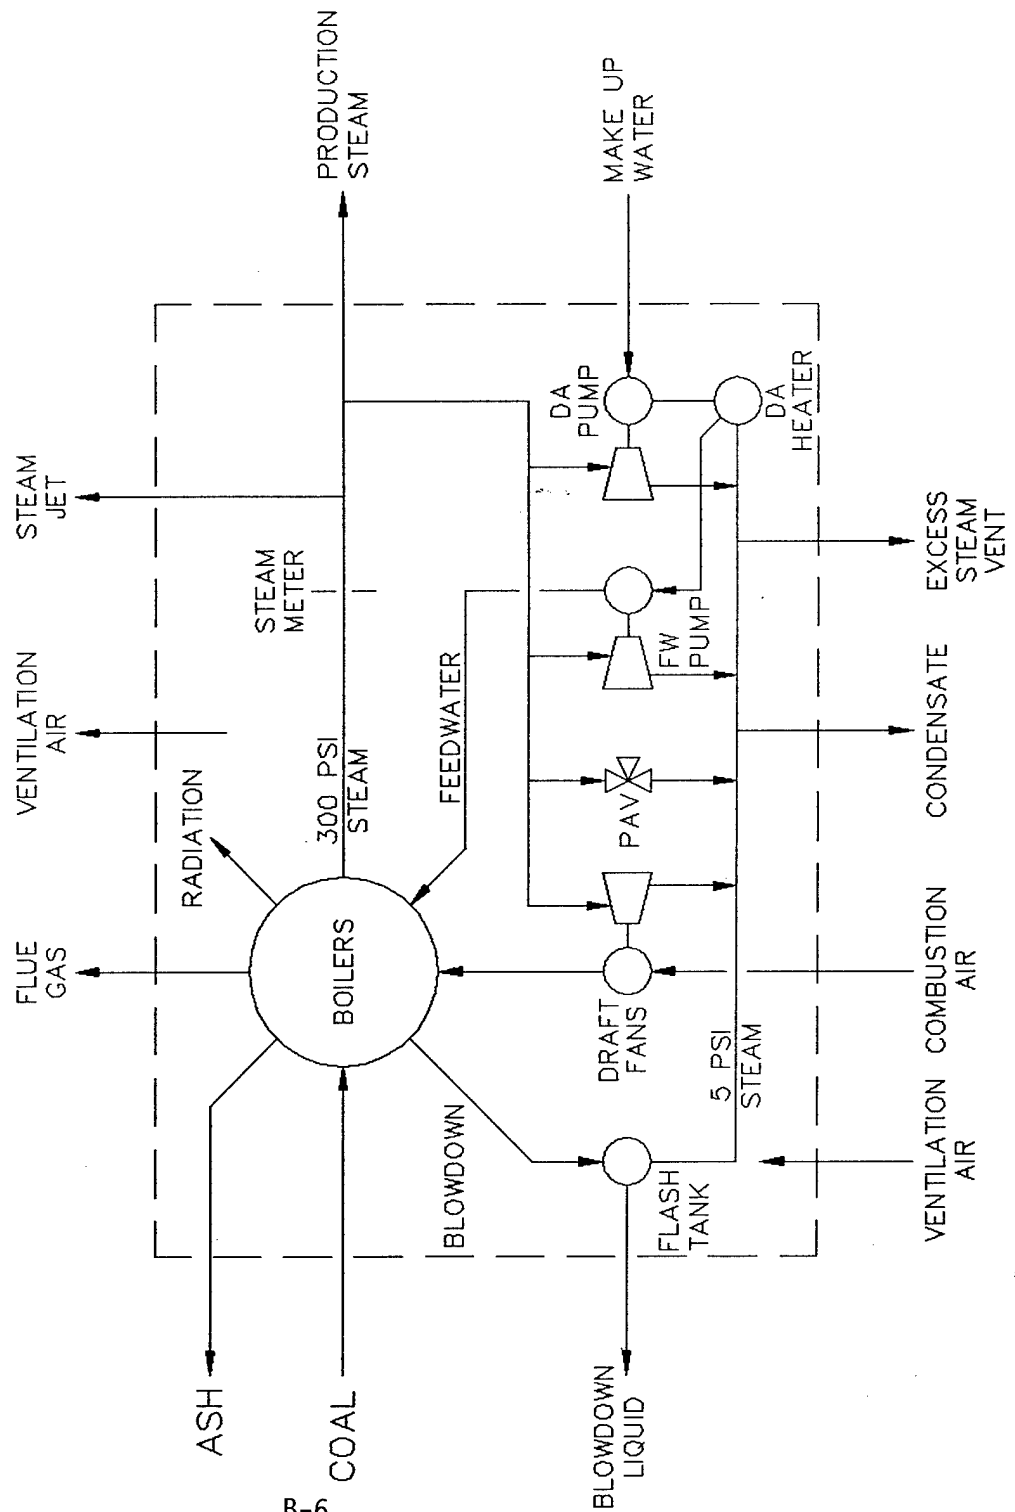 PRODUCTION
STEAM
MAKE UP
WATER
STEAM
JET
STEAM
METER
DA
PUMP
DA
HEATER
EXCESS
STEAM
VENT
VENTILATION
AIR
RADIATION
300 PSI
STEAM
FEEDWATER
FW
PUMP
PAV
CONDENSATE
FLUE
GAS
BOILERS
DRAFT
FANS
COMBUSTION
AIR
5 PSI
STEAM
BLOWDOWN
FLASH
TANK
VENTILATION
AIR
ASH
COAL
BLOWDOWN
LIQUID
B-6